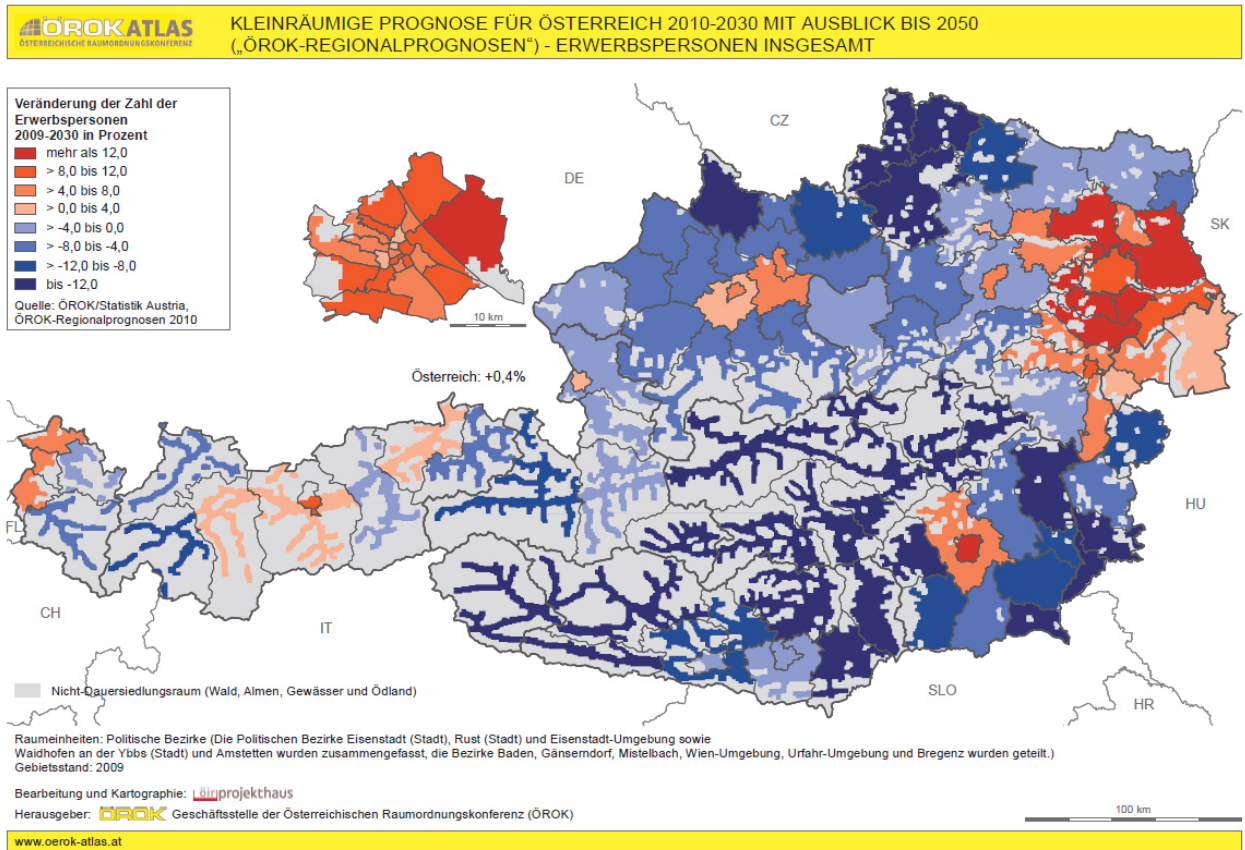 ÖROK ATLAS
ÖSTERREICHISCHE RAUMORDNUNGSKONFERENZ
KLEINRÄUMIGE PROGNOSE FÜR ÖSTERREICH 2010-2030 MIT AUSBLICK BIS 2050
(„ÖROK-REGIONALPROGNOSEN“) - ERWERBSPERSONEN INSGESAMT
Veränderung der Zahl der
Erwerbspersonen
2009-2030 in Prozent
mehr als 12,0
> 8,0 bis 12,0
> 4,0 bis 8,0
> 0,0 bis 4,0
> -4,0 bis 0,0
> -8,0 bis -4,0
> -12,0 bis -8,0
bis -12,0
Quelle: ÖROK/Statistik Austria,
ÖROK-Regionalprognosen 2010
CZ
DE
SK
10 km
Österreich: +0,4%
FL
HU
CH
IT
SLO
HR
Nicht-Dauersiedlungsraum (Wald, Almen, Gewässer und Ödland)
Raumeinheiten: Politische Bezirke (Die Politischen Bezirke Eisenstadt (Stadt), Rust (Stadt) und Eisenstadt-Umgebung sowie
Waidhofen an der Ybbs (Stadt) und Amstetten wurden zusammengefasst, die Bezirke Baden, Gänserndorf, Mistelbach, Wien-Umgebung, Urfahr-Umgebung und Bregenz wurden geteilt.)
Gebietsstand: 2009
Bearbeitung und Kartographie: öir projekthaus
Herausgeber: ÖROK Geschäftsstelle der Österreichischen Raumordnungskonferenz (ÖROK)
100 km
www.oerok-atlas.at